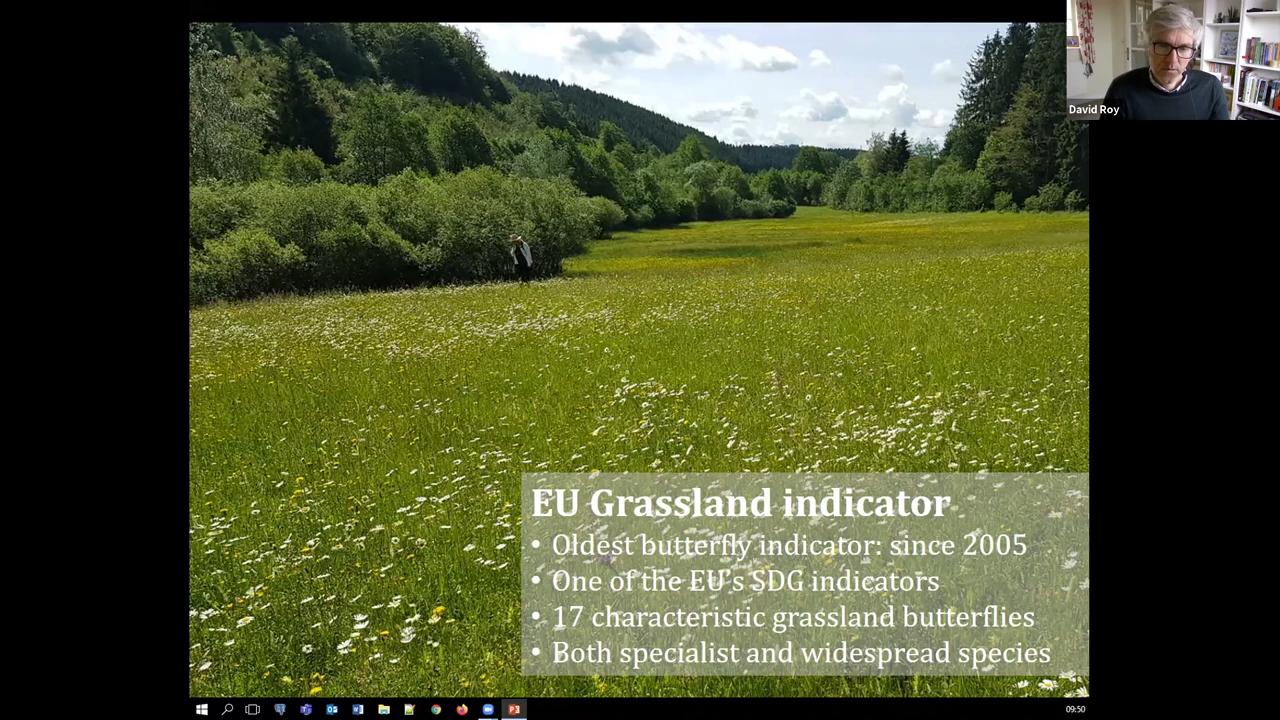 David Roy
EU Grassland indicator
• Oldest butterfly indicator: since 2005
• One of the EU's SDG indicators
• 17 characteristic grassland butterflies
• Both specialist and widespread species
09:50